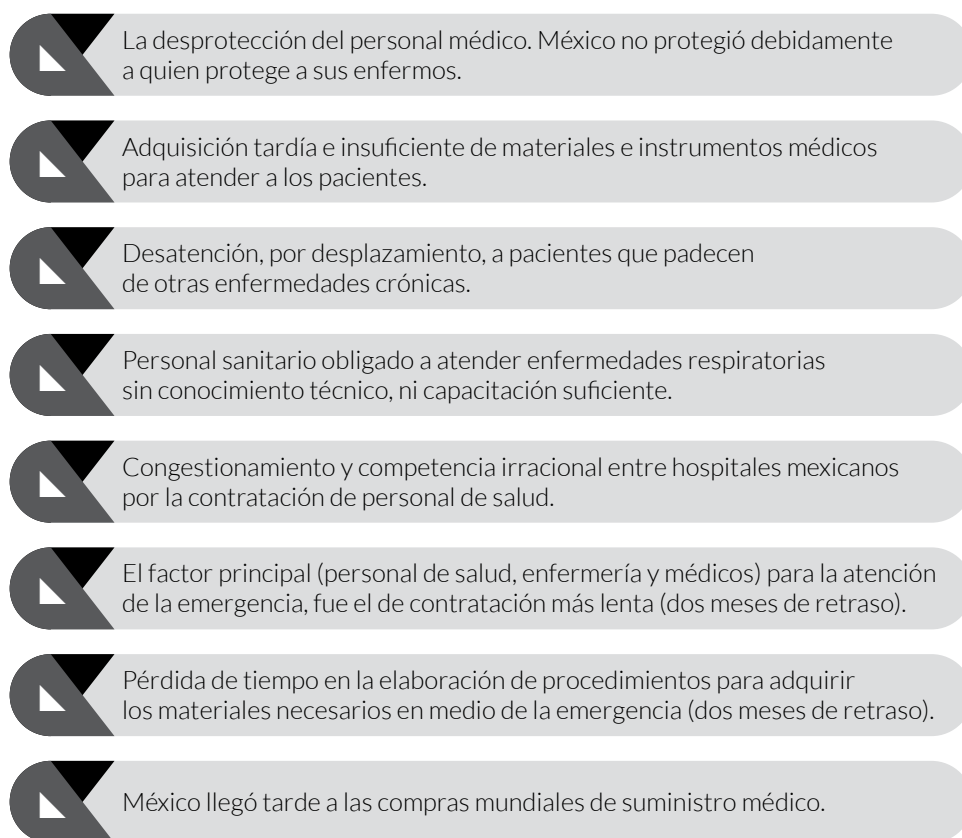 La desprotección del personal médico. México no protegió debidamente
a quien protege a sus enfermos.
Adquisición tardía e insuficiente de materiales e instrumentos médicos
para atender a los pacientes.
Desatención, por desplazamiento, a pacientes que padecen
de otras enfermedades crónicas.
Personal sanitario obligado a atender enfermedades respiratorias
sin conocimiento técnico, ni capacitación suficiente.
Congestionamiento y competencia irracional entre hospitales mexicanos
por la contratación de personal de salud.
El factor principal (personal de salud, enfermería y médicos) para la atención
de la emergencia, fue el de contratación más lenta (dos meses de retraso).
Pérdida de tiempo en la elaboración de procedimientos para adquirir
los materiales necesarios en medio de la emergencia (dos meses de retraso).
México llegó tarde a las compras mundiales de suministro médico.